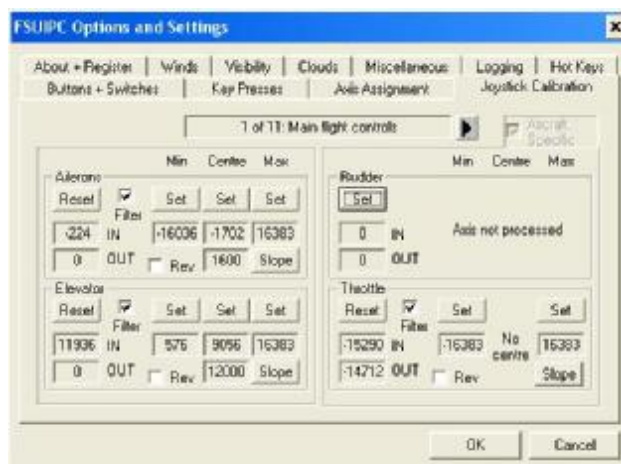 FSUIPC Options and Settings
About + Register Winds Visibility Clouds Miscellaneous Logging Hot Keys
Buttons + Switches Key Presses Axis Assignment Joystick Calibration
1 of 11: Main flight controls
Aircraft Specific
Ailerons Min Centre Max
Reset Filter Set Set Set
-224 IN -16036 -1702 16383
0 OUT Rev 1600 Slope
Elevator
Reset Filter Set Set Set
11936 IN 576 9056 16383
0 OUT Rev 12000 Slope
Rudder Min Centre Max
Set
0 IN Axis not processed
0 OUT
Throttle
Reset Filter Set Set
-15290 IN -16383 No centre 16383
-14712 OUT Rev Slope
OK Cancel